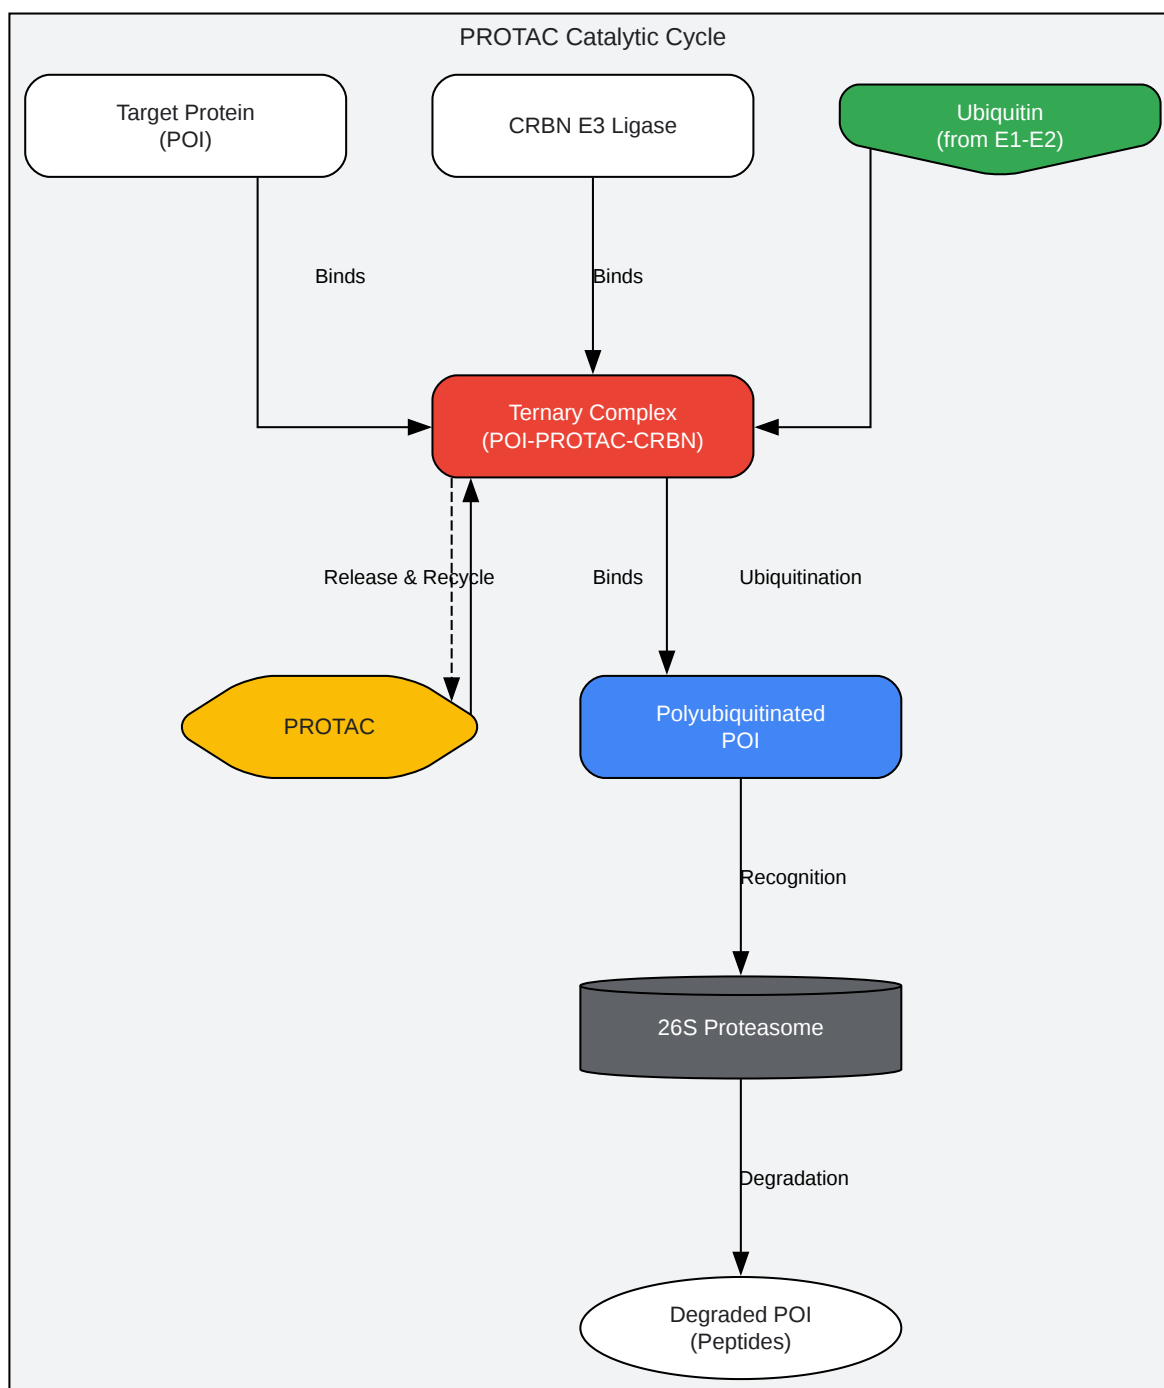 PROTAC Catalytic Cycle
Target Protein
(POI)
CRBN E3 Ligase
Ubiquitin
(from E1-E2)
Binds
Binds
Ternary Complex
(POI-PROTAC-CRBN)
Release & Recycle
Binds
Ubiquitination
PROTAC
Polyubiquitinated
POI
Recognition
26S Proteasome
Degradation
Degraded POI
(Peptides)